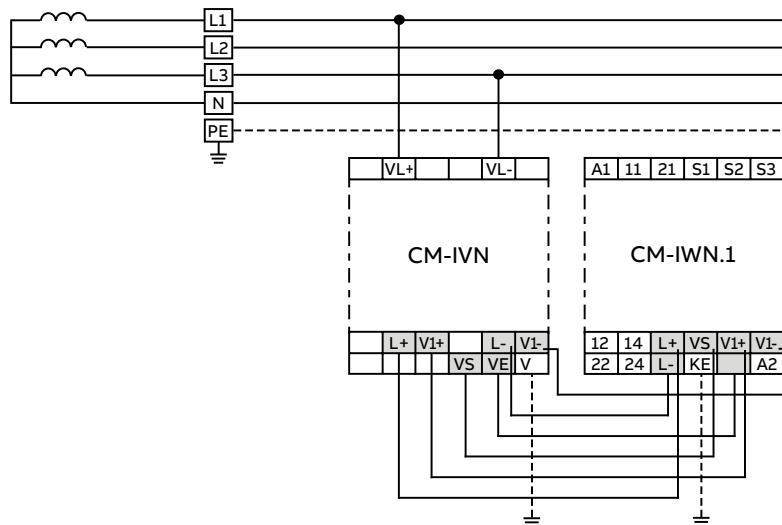 L1
L2
L3
N
PE
VL+ VL-
A1 11 21 S1 S2 S3
CM-IVN
CM-IWN.1
L+ V1+ L- V1-
VS VE V
12 14 L+ VS V1+ V1-
22 24 L- KE A2